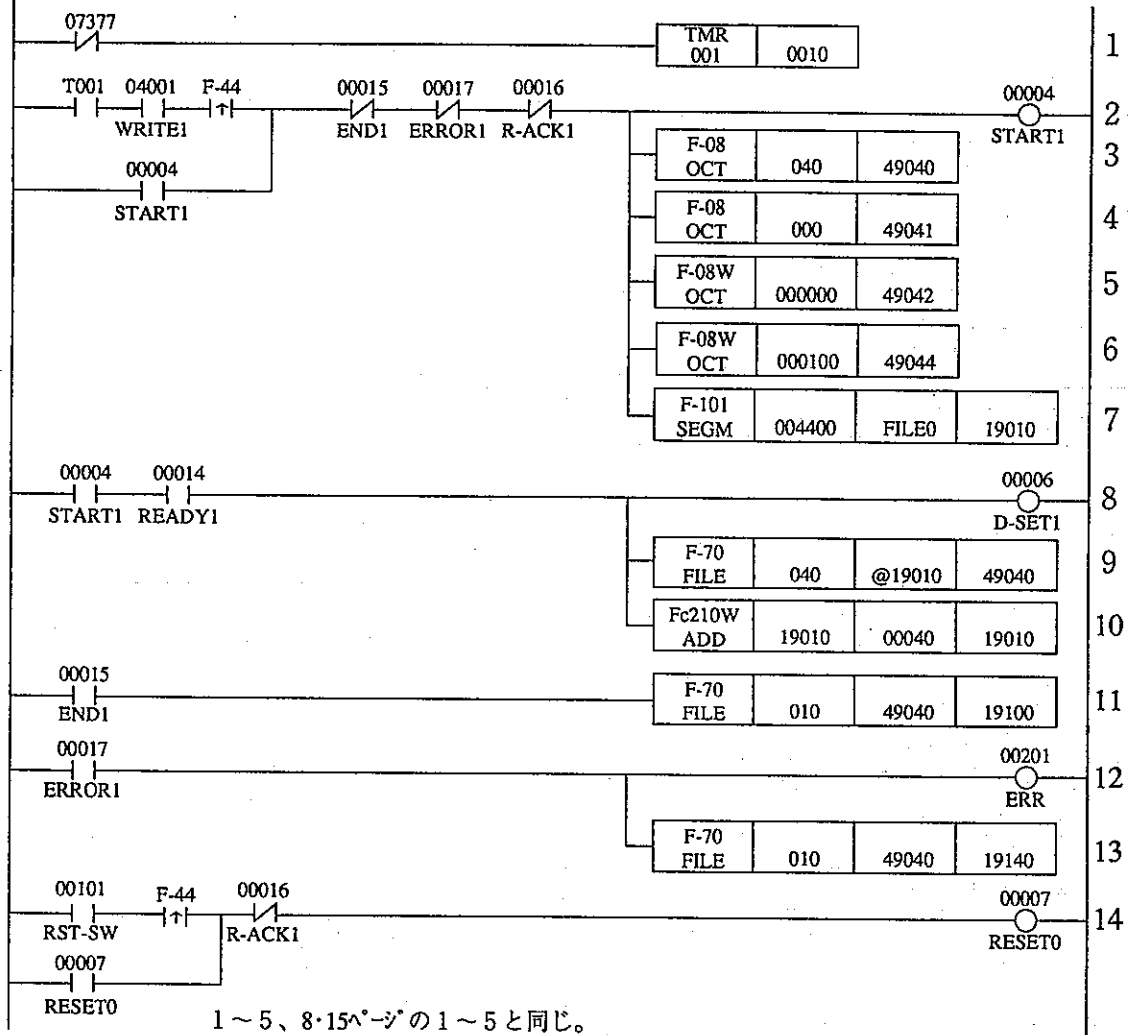 07377
TMR
001 0010 1
T001 04001 F-44 00015 00017 00016 00004
↑ 2
WRITE1 END1 ERROR1 R-ACK1 START1
F-08
OCT 040 49040 3
00004
START1
F-08
OCT 000 49041 4
F-08W
OCT 000000 49042 5
F-08W
OCT 000100 49044 6
F-101
SEGM 004400 FILE0 19010 7
00004 00014 00006
8
START1 READY1 D-SET1
F-70
FILE 040 @19010 49040 9
Fc210W
ADD 19010 00040 19010 10
00015
END1
F-70
FILE 010 49040 19100 11
00017 00201
12
ERROR1 ERR
F-70
FILE 010 49040 19140 13
00101 F-44 00016 00007
↑ 14
RST-SW R-ACK1 RESET0
00007
RESET0
1～5、8・15ﾍﾟｰｼﾞの1～5と同じ。